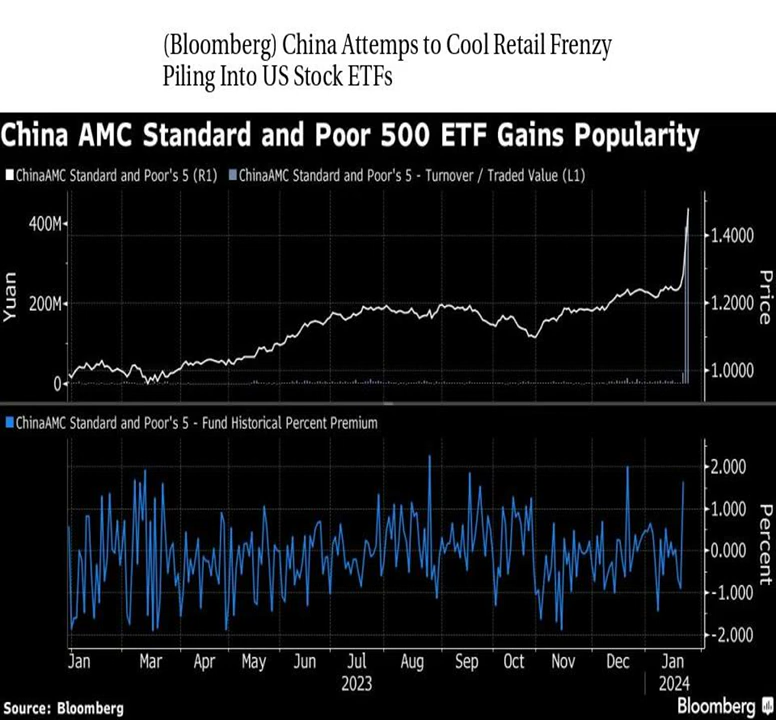 (Bloomberg) China Attemps to Cool Retail Frenzy
Piling Into US Stock ETFs
China AMC Standard and Poor 500 ETF Gains Popularity
ChinaAMC Standard and Poor's 5 (R1) ChinaAMC Standard and Poor's 5 - Turnover / Traded Value (L1)
400M
200M
0
Yuan
1.4000
1.2000
1.0000
Price
ChinaAMC Standard and Poor's 5 - Fund Historical Percent Premium
2.000
1.000
0.000
-1.000
-2.000
Percent
Jan Mar Apr May Jun Jul Aug Sep Oct Nov Dec Jan
2023 2024
Source: Bloomberg
Bloomberg